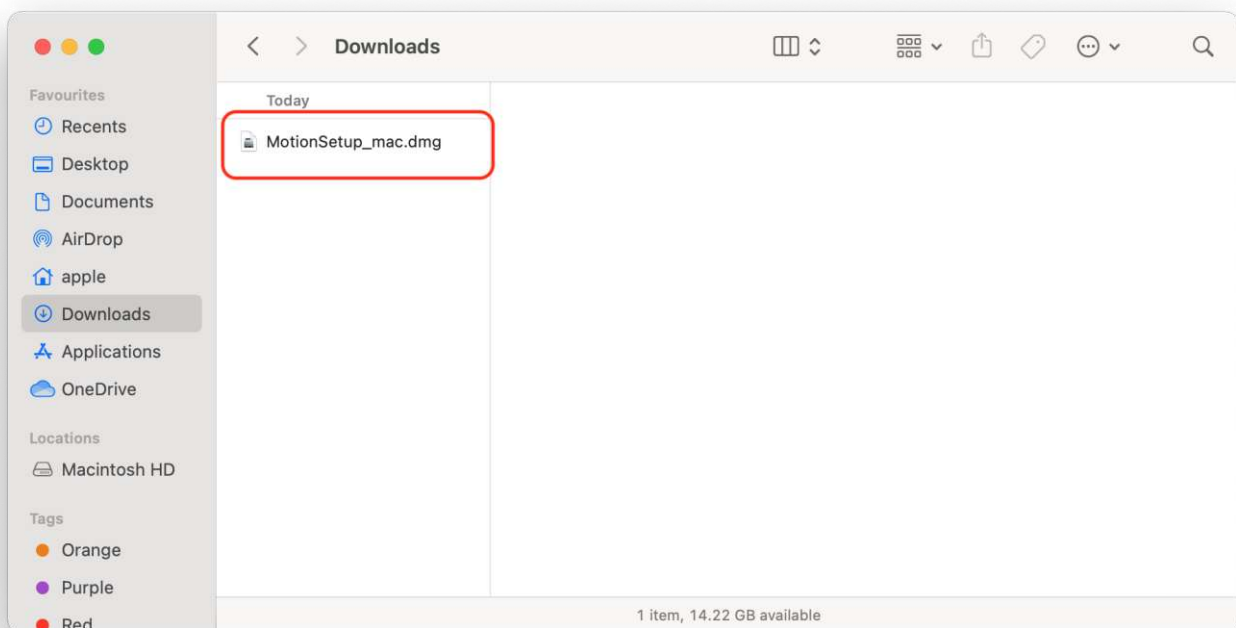 Downloads
Favourites
Recents
Desktop
Documents
AirDrop
apple
Downloads
Applications
OneDrive
Locations
Macintosh HD
Tags
Orange
Purple
Red
Today
MotionSetup_mac.dmg
1 item, 14.22 GB available